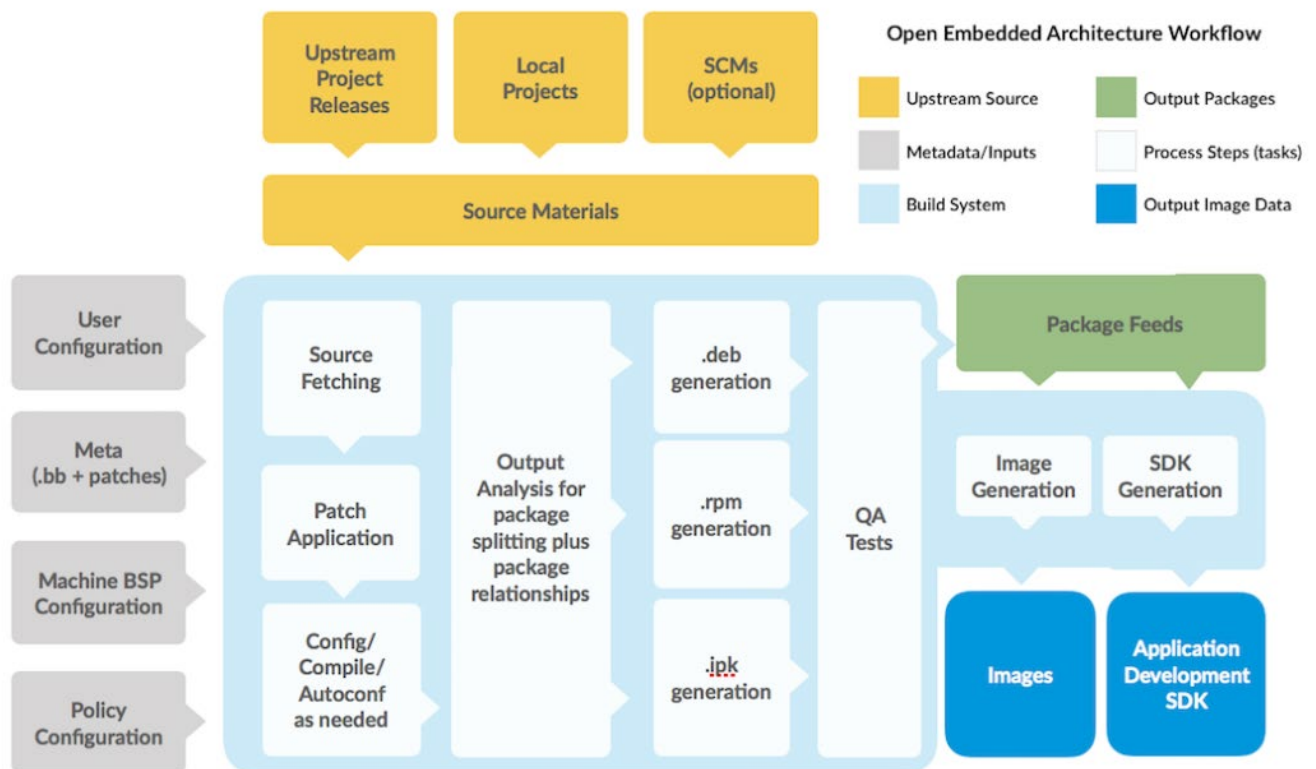 Upstream
Project
Releases
Local
Projects
SCMs
(optional)
Open Embedded Architecture Workflow
Upstream Source
Output Packages
Metadata/Inputs
Process Steps (tasks)
Build System
Output Image Data
Source Materials
User
Configuration
Meta
(.bb + patches)
Machine BSP
Configuration
Policy
Configuration
Source
Fetching
Patch
Application
Config/
Compile/
Autoconf
as needed
Output
Analysis for
package
splitting plus
package
relationships
.deb
generation
.rpm
generation
.ipk
generation
QA
Tests
Package Feeds
Image
Generation
SDK
Generation
Images
Application
Development
SDK